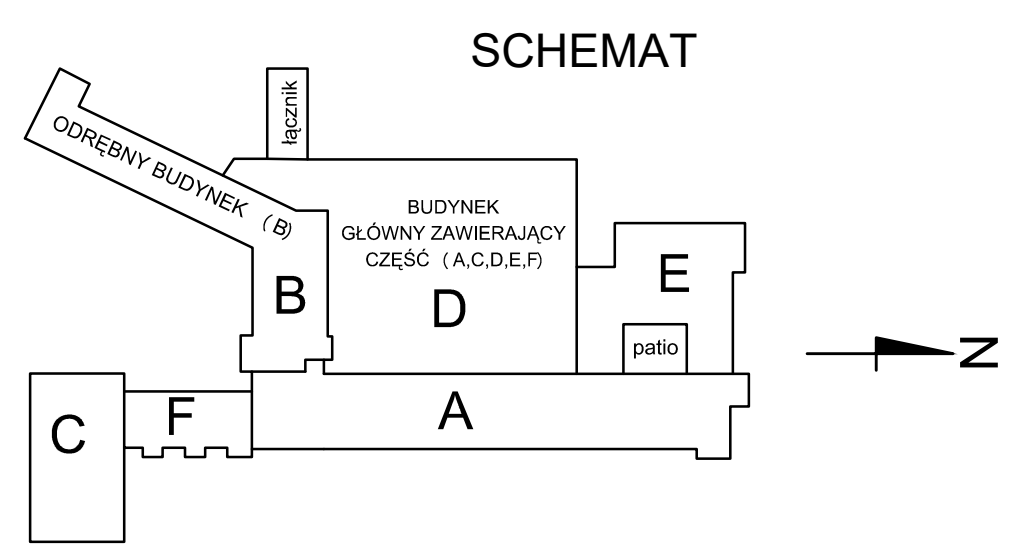 SCHEMAT
łącznik
ODRĘBNY BUDYNEK (B)
BUDYNEK
GŁÓWNY ZAWIERAJĄCY
CZĘŚĆ (A,C,D,E,F)
B
D
E
patio
N
C
F
A